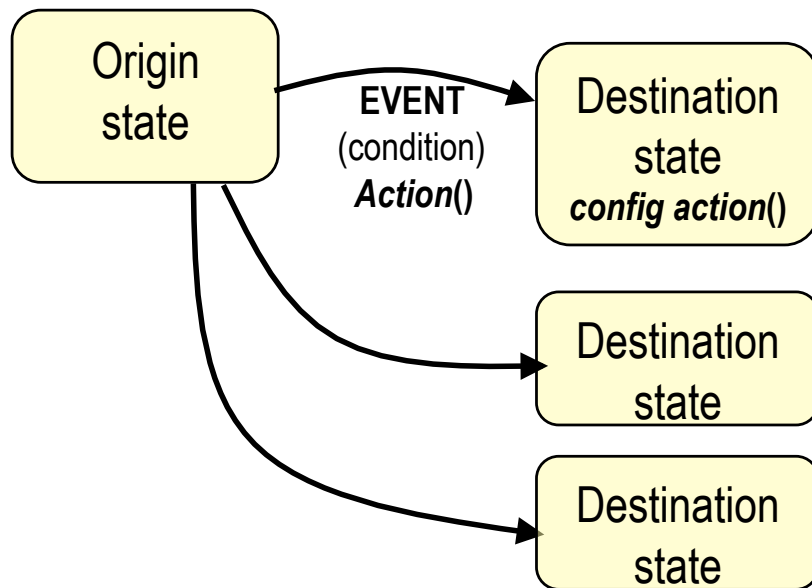 Origin
state
EVENT
(condition)
Action()
Destination
state
config action()
Destination
state
Destination
state